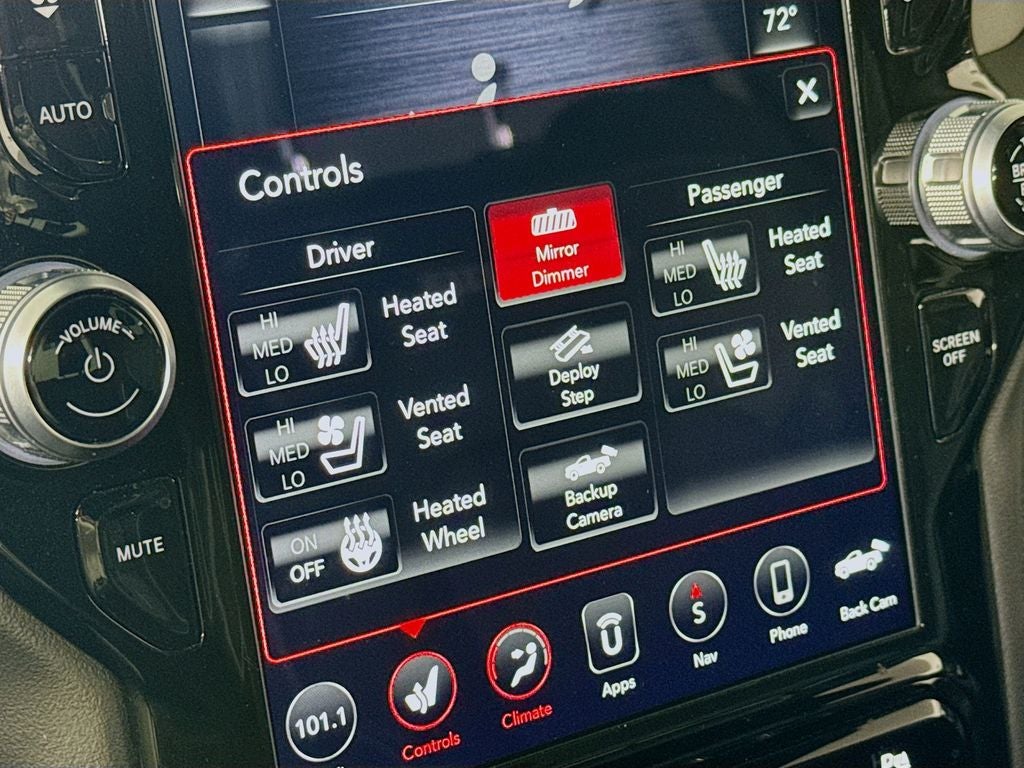 72°
AUTO
X
Controls
Driver
HI
MED
LO
Heated
Seat
HI
MED
LO
Vented
Seat
ON
OFF
Heated
Wheel
Mirror
Dimmer
Deploy
Step
Backup
Camera
Passenger
HI
MED
LO
Heated
Seat
HI
MED
LO
Vented
Seat
VOLUME
MUTE
SCREEN
OFF
101.1
Controls
Climate
Apps
S
Nav
Phone
Back Cam